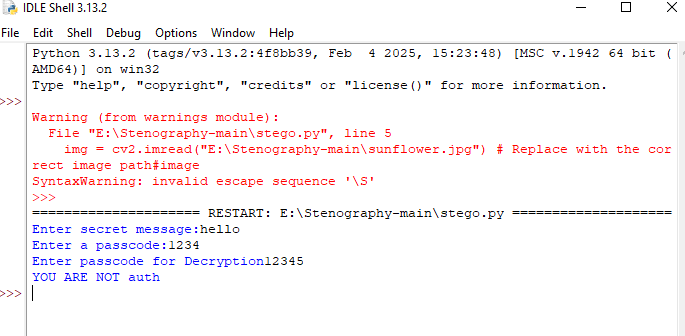 IDLE Shell 3.13.2
File Edit Shell Debug Options Window Help
Python 3.13.2 (tags/v3.13.2:4f8bb39, Feb  4 2025, 15:23:48) [MSC v.1942 64 bit (
AMD64)] on win32
Type "help", "copyright", "credits" or "license()" for more information.
>>>
Warning (from warnings module):
  File "E:\Stenography-main\stego.py", line 5
    img = cv2.imread("E:\Stenography-main\sunflower.jpg") # Replace with the cor
rect image path#image
SyntaxWarning: invalid escape sequence '\S'
>>>
===================== RESTART: E:\Stenography-main\stego.py ====================
Enter secret message:hello
Enter a passcode:1234
Enter passcode for Decryption12345
YOU ARE NOT auth
>>>